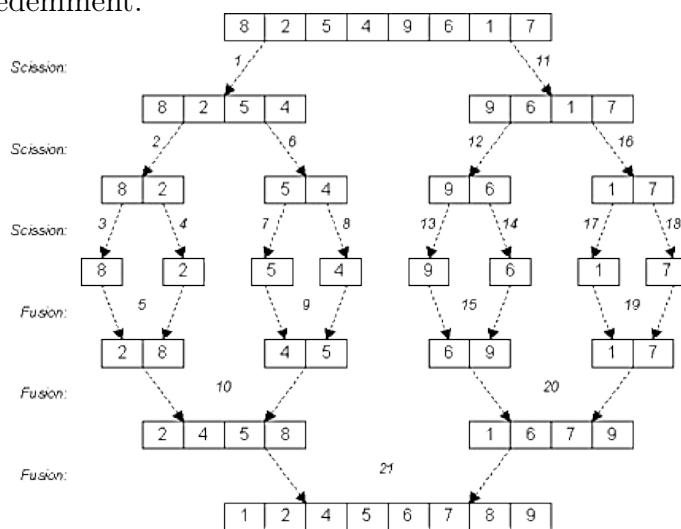 édemment.
8 2 5 4 9 6 1 7
Scission: 1 11
8 2 5 4 9 6 1 7
Scission: 2 6 12 16
8 2 5 4 9 6 1 7
Scission: 3 4 7 8 13 14 17 18
8 2 5 4 9 6 1 7
Fusion: 5 9 15 19
2 8 4 5 6 9 1 7
Fusion: 10 20
2 4 5 8 1 6 7 9
Fusion: 21
1 2 4 5 6 7 8 9